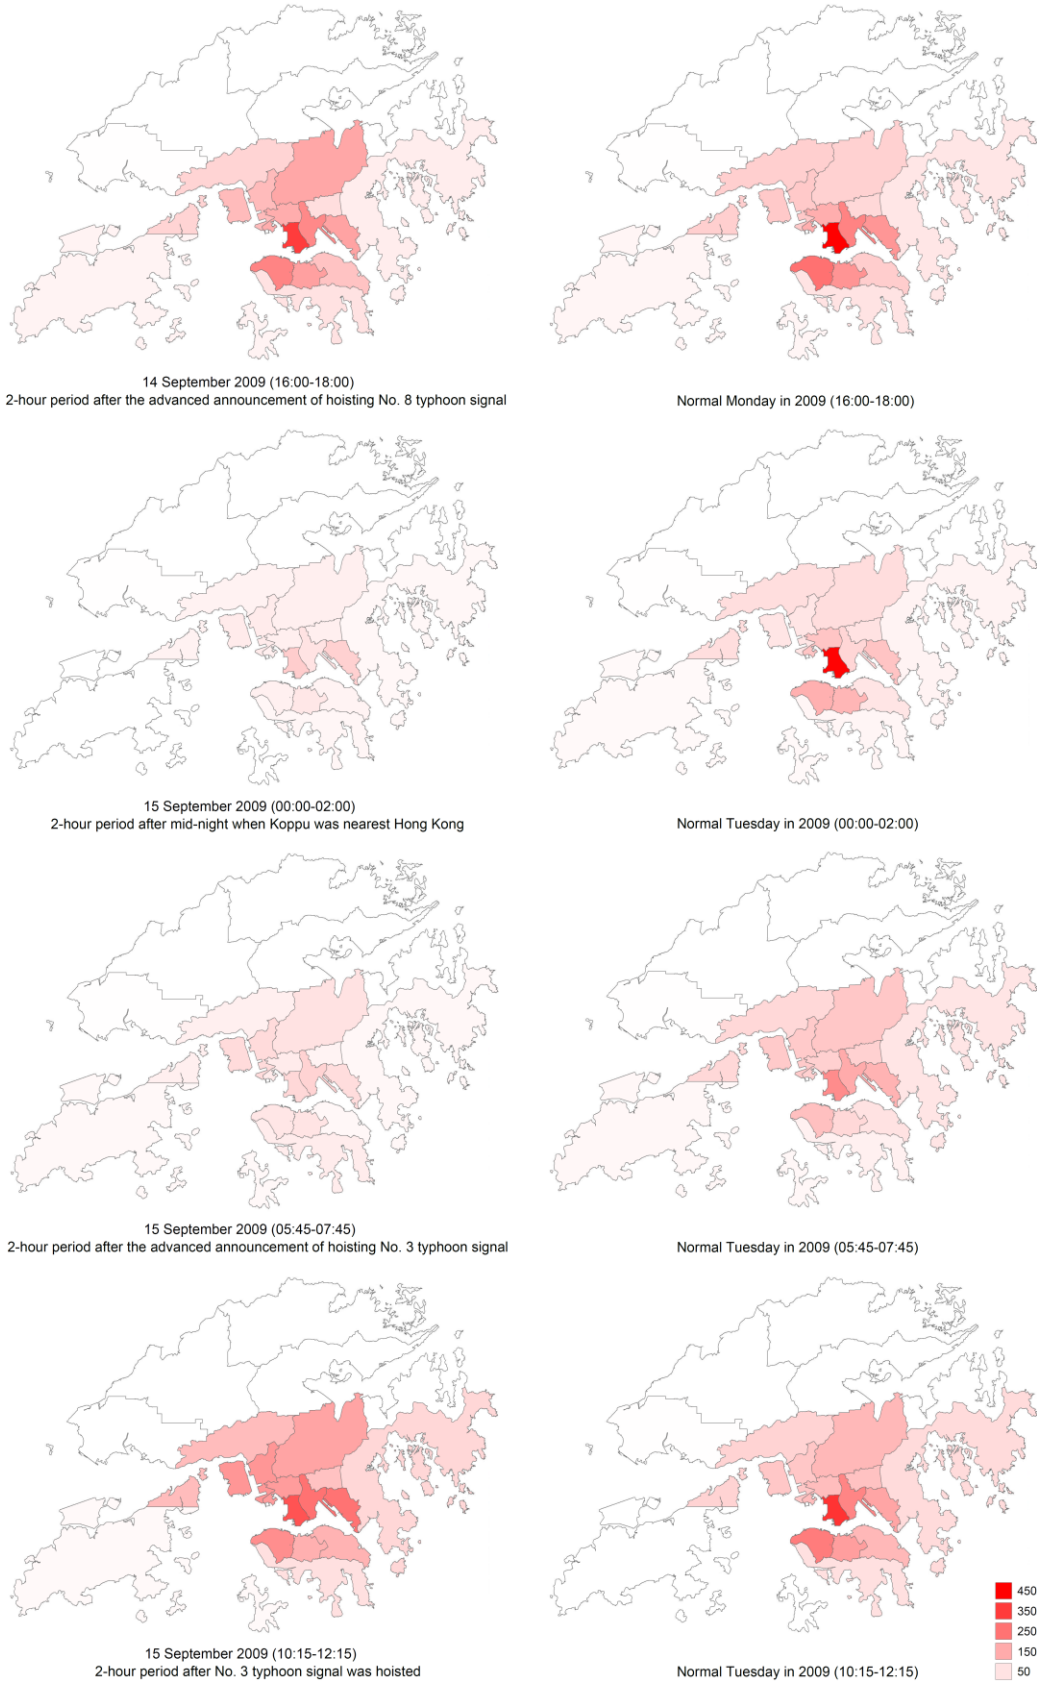 14 September 2009 (16:00-18:00)
2-hour period after the advanced announcement of hoisting No. 8 typhoon signal
Normal Monday in 2009 (16:00-18:00)
15 September 2009 (00:00-02:00)
2-hour period after mid-night when Koppu was nearest Hong Kong
Normal Tuesday in 2009 (00:00-02:00)
15 September 2009 (05:45-07:45)
2-hour period after the advanced announcement of hoisting No. 3 typhoon signal
Normal Tuesday in 2009 (05:45-07:45)
450
350
250
150
50
15 September 2009 (10:15-12:15)
2-hour period after No. 3 typhoon signal was hoisted
Normal Tuesday in 2009 (10:15-12:15)